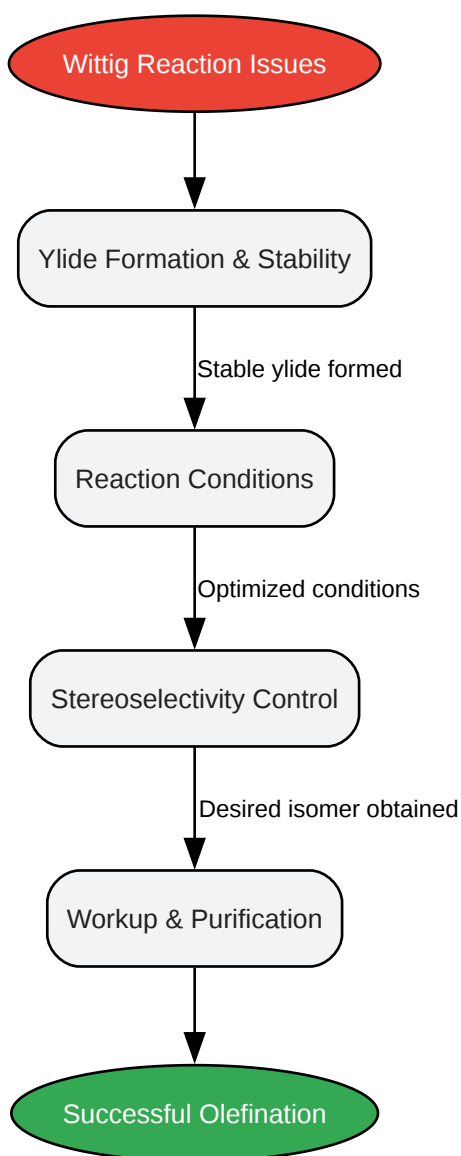 Wittig Reaction Issues
Ylide Formation & Stability
Stable ylide formed
Reaction Conditions
Optimized conditions
Stereoselectivity Control
Desired isomer obtained
Workup & Purification
Successful Olefination